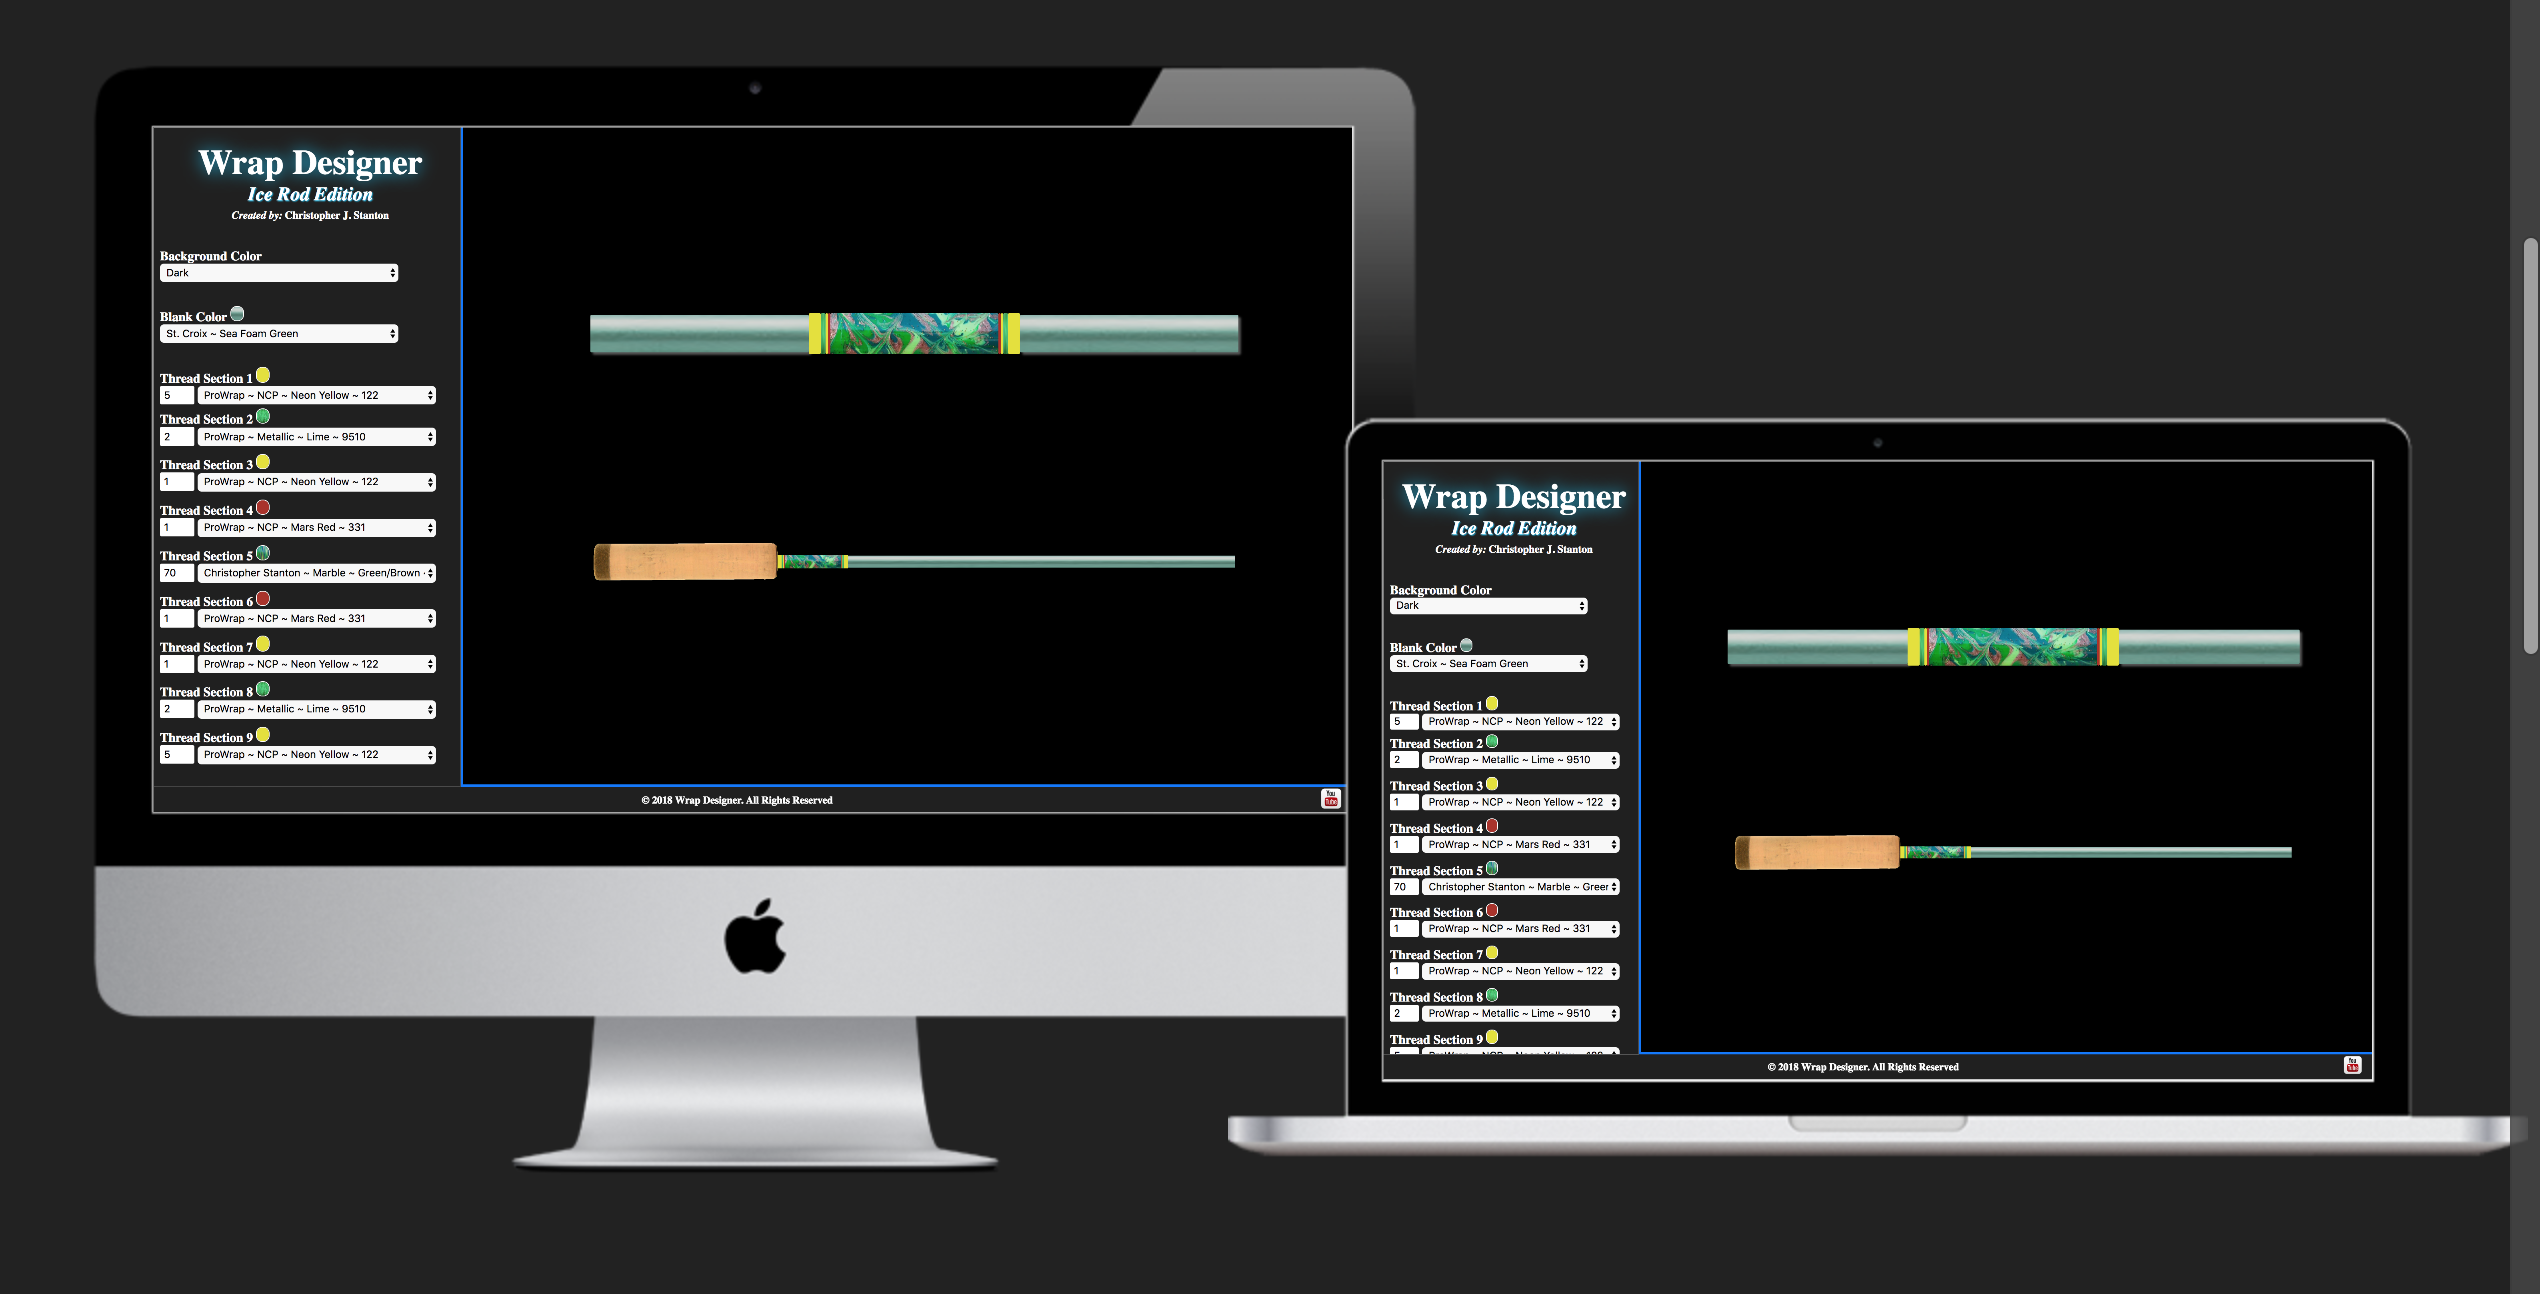 Wrap Designer
Ice Rod Edition
Created by: Christopher J. Stanton
Background Color
Dark
Blank Color
St. Croix ~ Sea Foam Green
Thread Section 1
5 ProWrap ~ NCP ~ Neon Yellow ~ 122
Thread Section 2
2 ProWrap ~ Metallic ~ Lime ~ 9510
Thread Section 3
1 ProWrap ~ NCP ~ Neon Yellow ~ 122
Thread Section 4
1 ProWrap ~ NCP ~ Mars Red ~ 331
Thread Section 5
70 Christopher Stanton ~ Marble ~ Green/Brown
Thread Section 6
1 ProWrap ~ NCP ~ Mars Red ~ 331
Thread Section 7
1 ProWrap ~ NCP ~ Neon Yellow ~ 122
Thread Section 8
2 ProWrap ~ Metallic ~ Lime ~ 9510
Thread Section 9
5 ProWrap ~ NCP ~ Neon Yellow ~ 122
© 2018 Wrap Designer. All Rights Reserved
You Tube
Wrap Designer
Ice Rod Edition
Created by: Christopher J. Stanton
Background Color
Dark
Blank Color
St. Croix ~ Sea Foam Green
Thread Section 1
5 ProWrap ~ NCP ~ Neon Yellow ~ 122
Thread Section 2
2 ProWrap ~ Metallic ~ Lime ~ 9510
Thread Section 3
1 ProWrap ~ NCP ~ Neon Yellow ~ 122
Thread Section 4
1 ProWrap ~ NCP ~ Mars Red ~ 331
Thread Section 5
70 Christopher Stanton ~ Marble ~ Greer
Thread Section 6
1 ProWrap ~ NCP ~ Mars Red ~ 331
Thread Section 7
1 ProWrap ~ NCP ~ Neon Yellow ~ 122
Thread Section 8
2 ProWrap ~ Metallic ~ Lime ~ 9510
Thread Section 9
© 2018 Wrap Designer. All Rights Reserved
You Tube